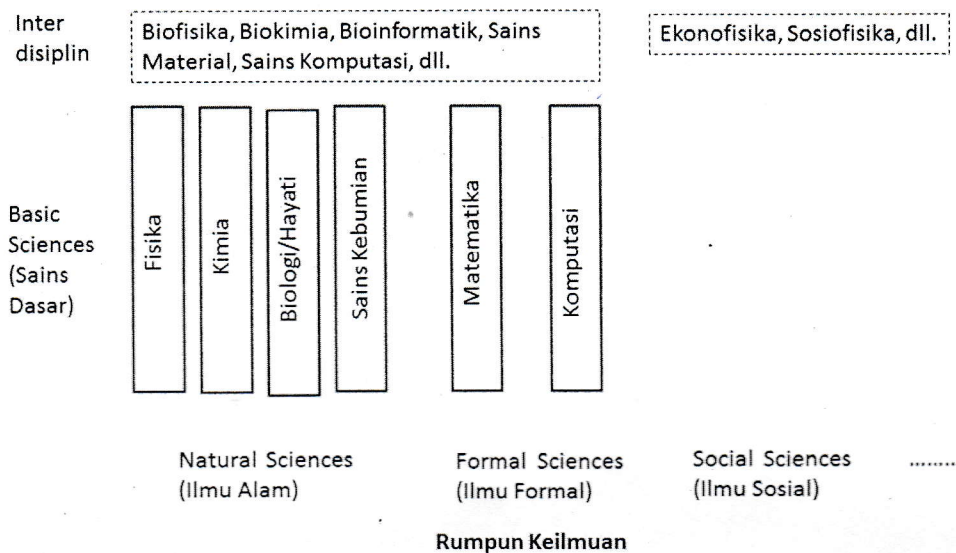 Inter
disiplin
Biofisika, Biokimia, Bioinformatik, Sains
Material, Sains Komputasi, dll.
Ekonofisika, Sosiofisika, dll.
Basic
Sciences
(Sains
Dasar)
Fisika
Kimia
Biologi/Hayati
Sains Kebumian
Matematika
Komputasi
Natural Sciences
(Ilmu Alam)
Formal Sciences
(Ilmu Formal)
Social Sciences
(Ilmu Sosial)
........
Rumpun Keilmuan